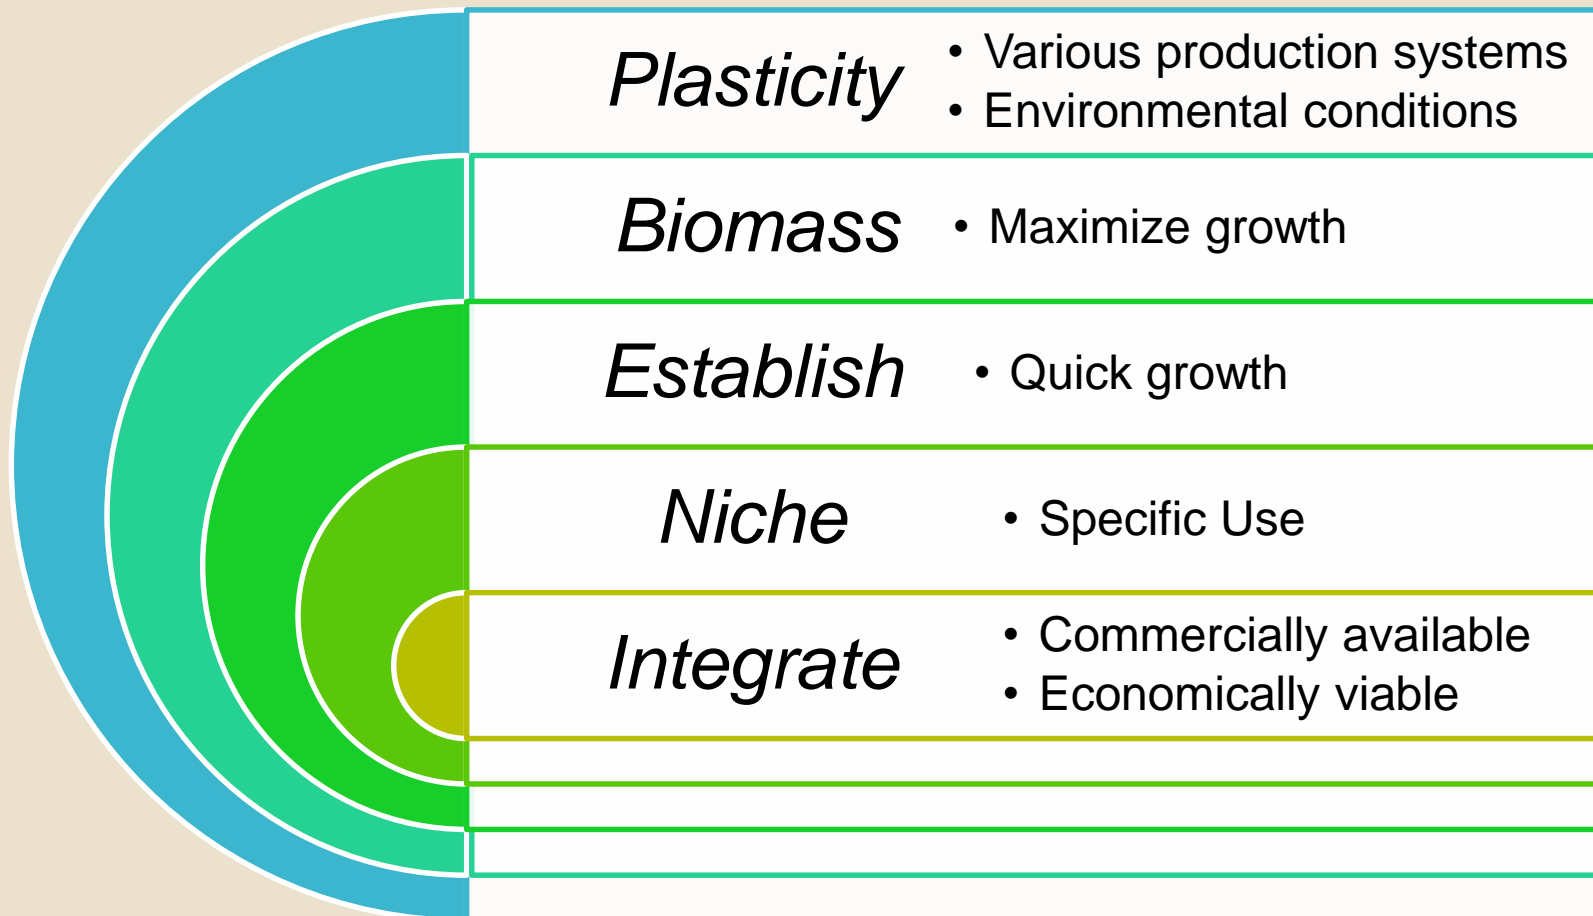 Plasticity
• Various production systems
• Environmental conditions
Biomass
• Maximize growth
Establish
• Quick growth
Niche
• Specific Use
Integrate
• Commercially available
• Economically viable